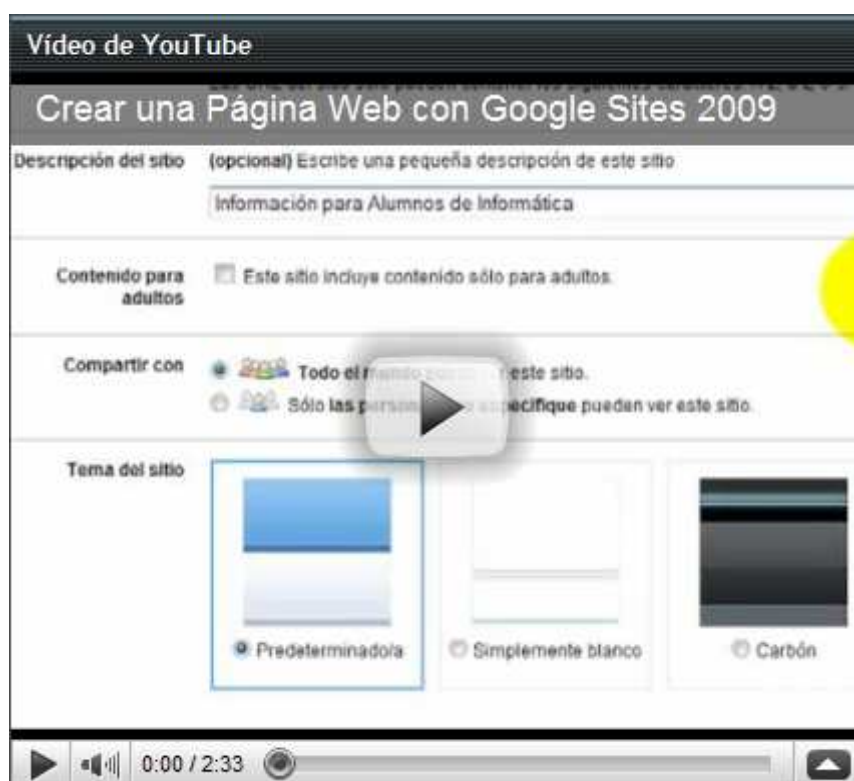 Vídeo de YouTube
Crear una Página Web con Google Sites 2009
Descripción del sitio (opcional) Escribe una pequeña descripción de este sitio
Información para Alumnos de Informática
Contenido para adultos Este sitio incluye contenido sólo para adultos.
Compartir con Todo el este sitio.
Sólo las especifique pueden ver este sitio.
Tema del sitio
Predeterminado/a Simplemente blanco Carbón
0:00 / 2:33